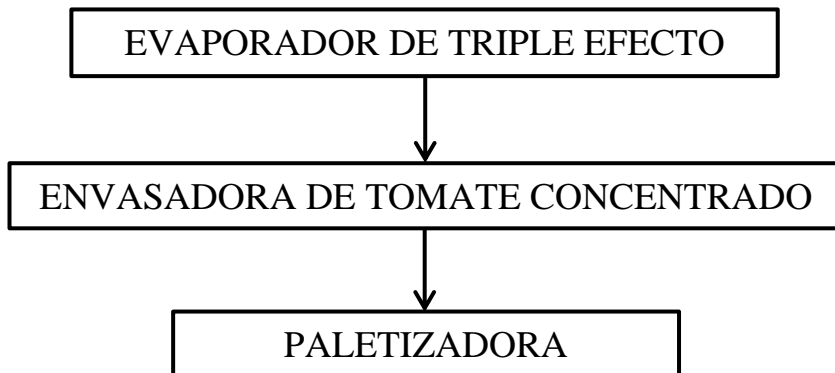 EVAPORADOR DE TRIPLE EFECTO
ENVASADORA DE TOMATE CONCENTRADO
PALETIZADORA